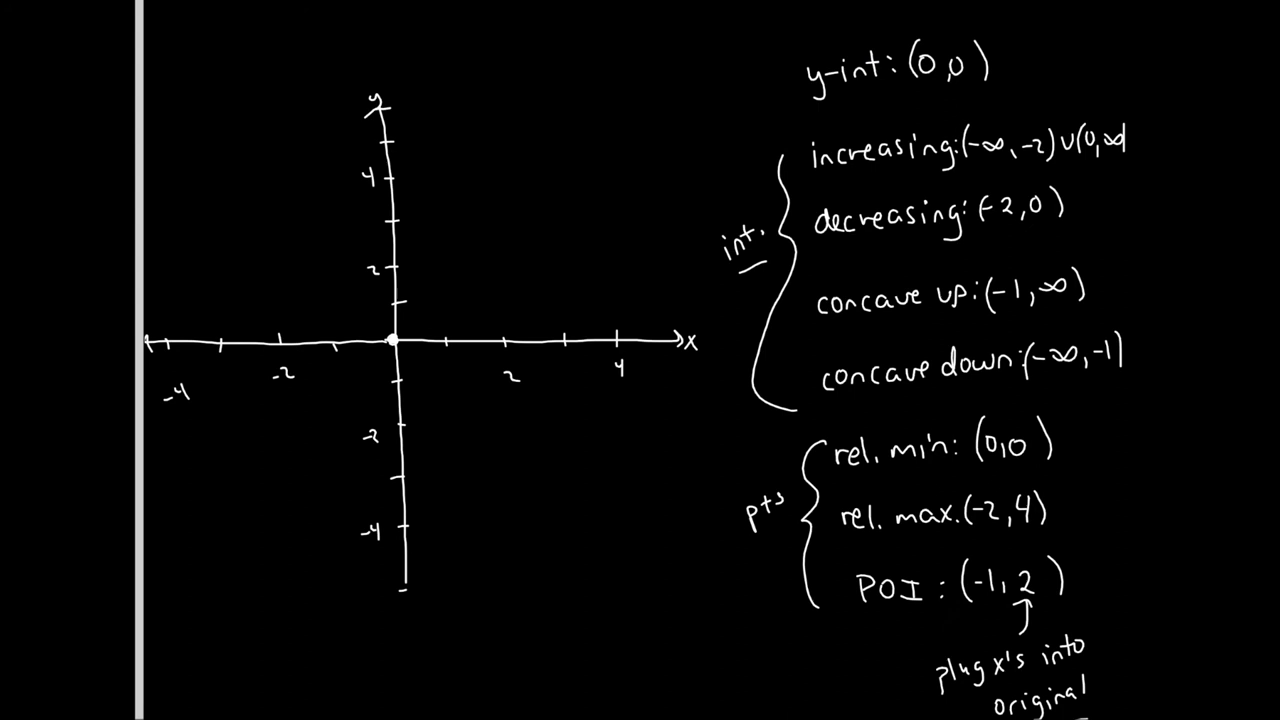 y-int: (0,0)
increasing: (-∞,-2)∪(0,∞
decreasing: (-2,0)
int.
concave up: (-1,∞)
concave down: (-∞,-1)
rel. min: (0,0)
rel. max. (-2,4)
pts
POI : (-1,2)
plug x's into
original
y
4
2
x
-4
-2
2
4
-2
-4